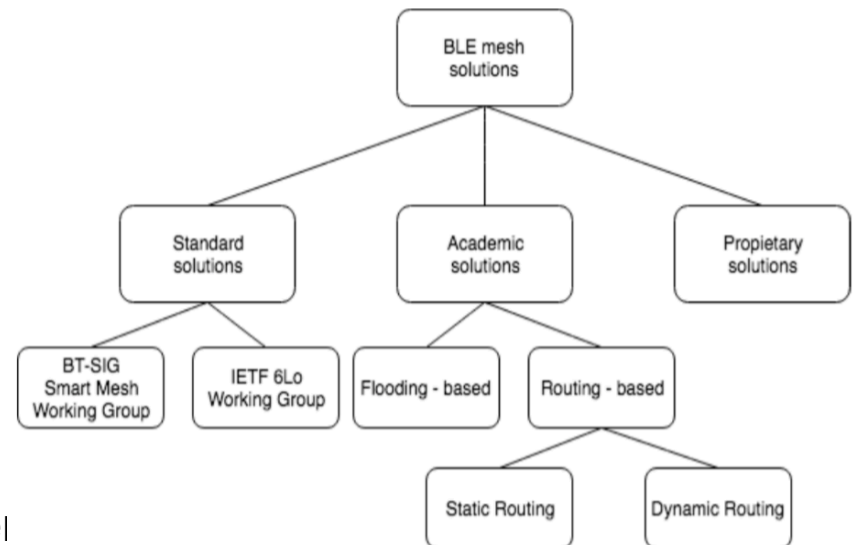 BLE mesh
solutions
Standard
solutions
Academic
solutions
Propietary
solutions
BT-SIG
Smart Mesh
Working Group
IETF 6Lo
Working Group
Flooding - based
Routing - based
Static Routing
Dynamic Routing